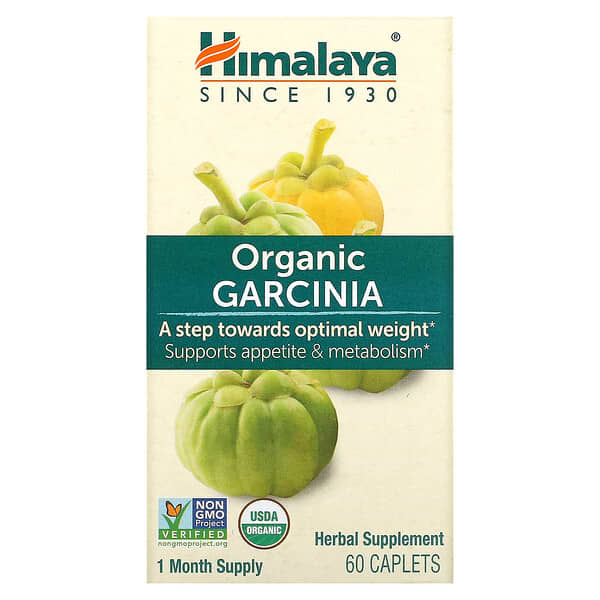 Himalaya®
SINCE 1930
Organic
GARCINIA
A step towards optimal weight*
Supports appetite & metabolism*
NON
GMO
Project
VERIFIED
nongmoproject.org
USDA
ORGANIC
Herbal Supplement
1 Month Supply
60 CAPLETS